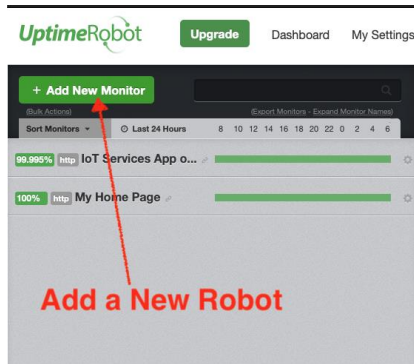 UptimeRobot
Upgrade
Dashboard
My Settings
+ Add New Monitor
(Bulk Actions)
(Export Monitors - Expand Monitor Names)
Sort Monitors
Last 24 Hours
8 10 12 14 16 18 20 22 0 2 4 6
99.995% http IoT Services App o...
100% http My Home Page
Add a New Robot